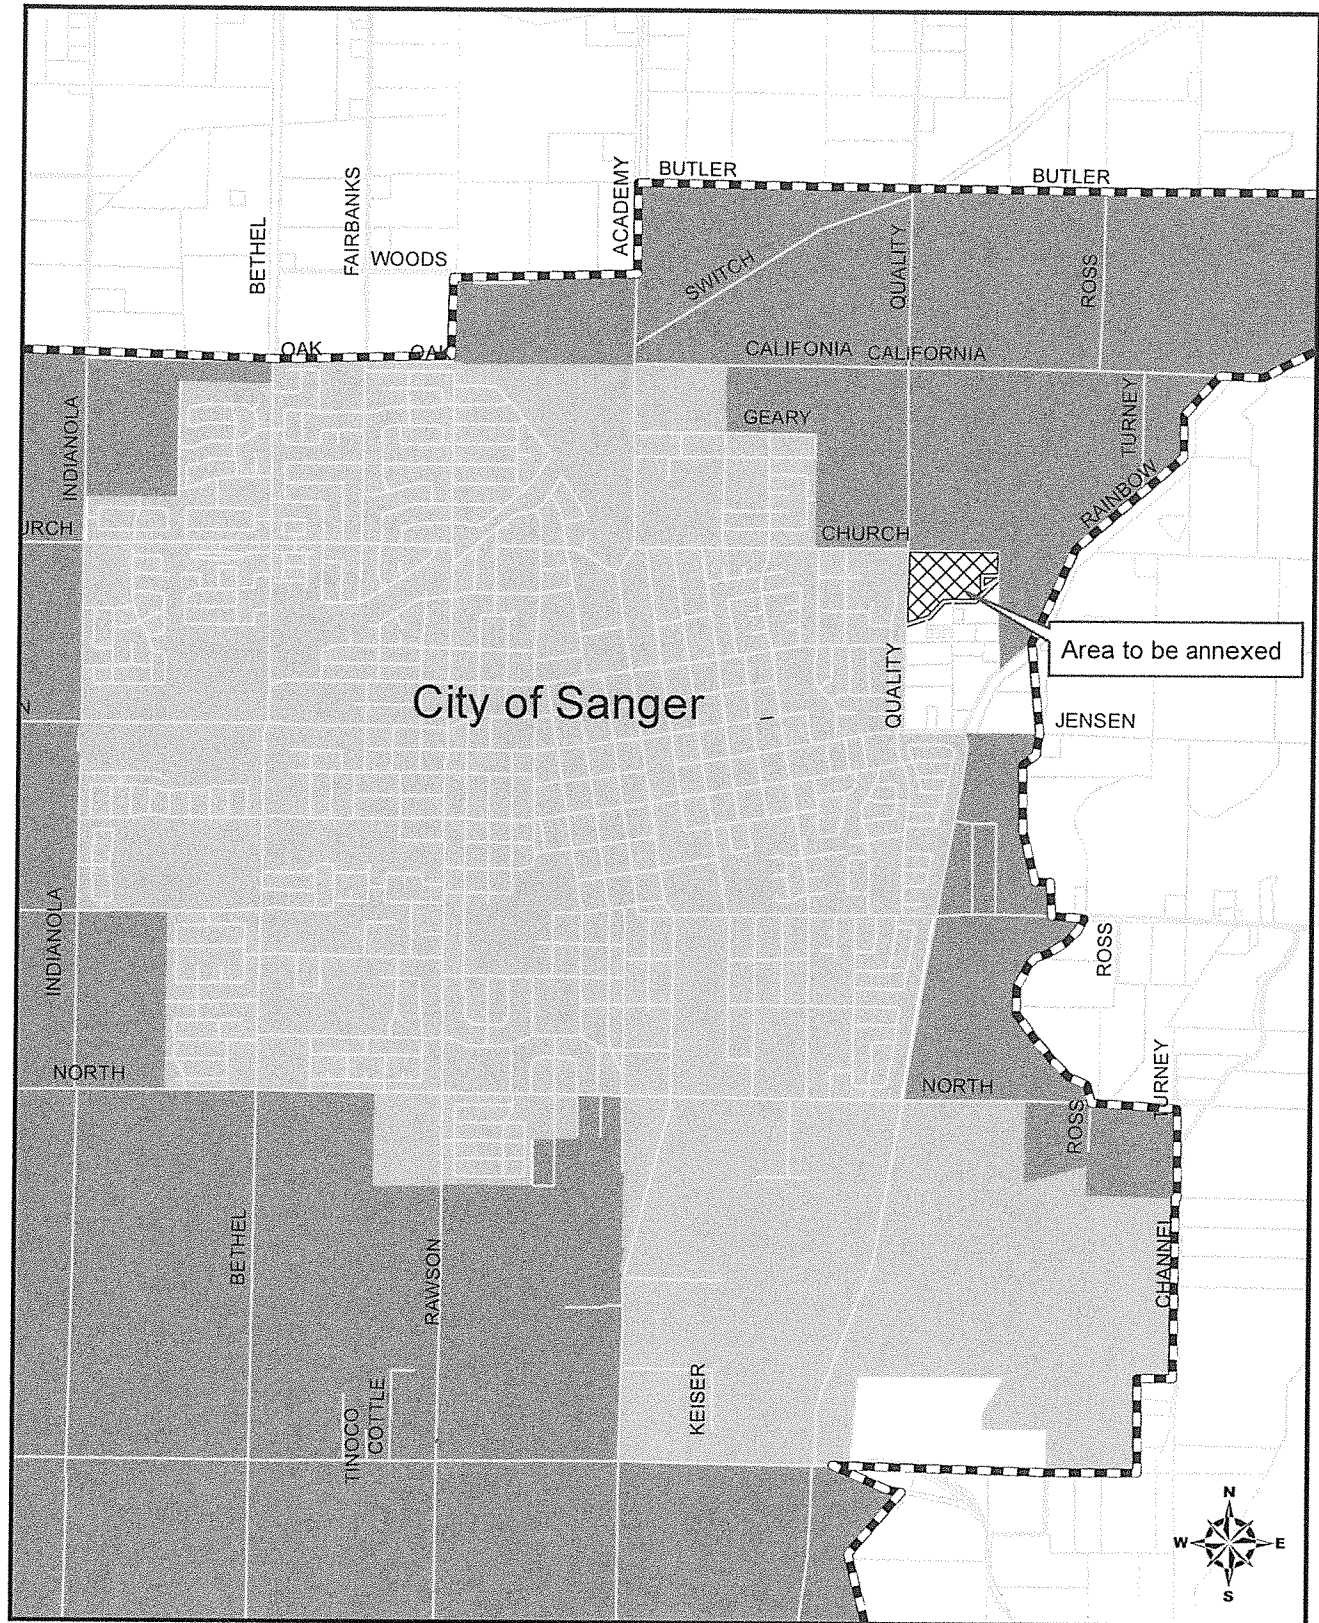 BUTLER
BUTLER
ACADEMY
FAIRBANKS
BETHEL
WOODS
QUALITY
SWITCH
ROSS
OAK
OAK
CALIFONIA
CALIFORNIA
TURNEY
GEARY
INDIANOLA
RAINBOW
URCH
CHURCH
Area to be annexed
QUALITY
City of Sanger
JENSEN
INDIANOLA
ROSS
NORTH
NORTH
TURNEY
ROSS
BETHEL
RAWSON
CHANNEL
KEISER
TINOCO
COTTLE
N
W
E
S